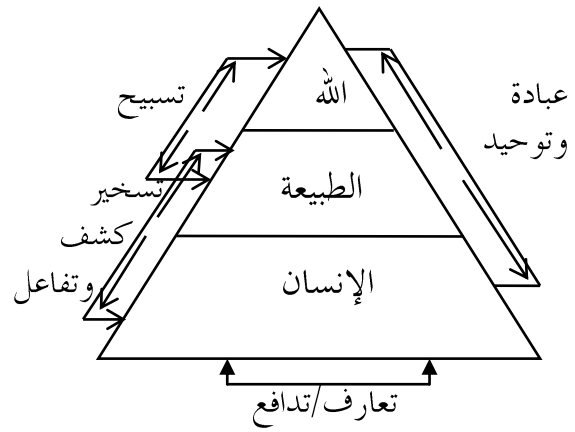 الله
عبادة
وتوحيد
تسبيح
الطبيعة
تسخير
كشف
وتفاعل
الإنسان
تعارف/تدافع